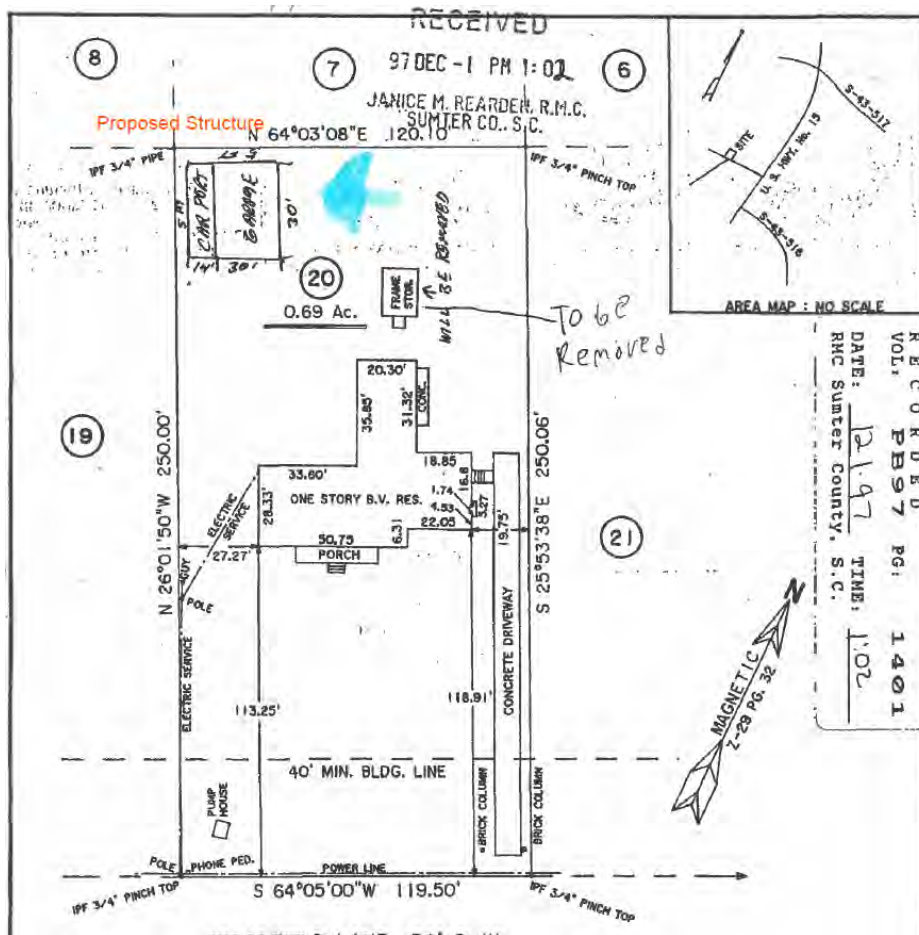 RECEIVED
97 DEC -1 PM 1:02
JANICE M. REARDEN, R.M.C.
SUMTER CO., S.C.
8
7
6
Proposed Structure
N 64°03'08"E 120.10'
IPF 3/4" PIPE
IPF 3/4" PINCH TOP
CAR PORT
GARAGE
30'
14'
30'
20
0.69 Ac.
FRAME
STOR.
WILL BE REMOVED
To be
Removed
SITE
U. S. HWY. No. 15
S-43-517
S-43-516
AREA MAP : NO SCALE
RECORDED
VOL: PB97 PG: 1401
DATE: 12.1.97 TIME: 1:02
RMC Sumter County, S.C.
19
N 26°01'50"W 250.00'
20.30'
35.85'
31.32'
CONC.
33.60'
18.85
16.8
28.33'
ONE STORY B.V. RES.
1.74
4.53
3.27
22.05
6.31
50.75
PORCH
19.75'
ELECTRIC
SERVICE
27.27'
GUY
POLE
S 25°53'38"E 250.06'
21
ELECTRIC SERVICE
113.25'
118.91'
CONCRETE DRIVEWAY
N
MAGNETIC
Z-29 PG. 32
40' MIN. BLDG. LINE
PUMP
HOUSE
BRICK COLUMN
BRICK COLUMN
POLE
PHONE PED.
POWER LINE
IPF 3/4" PINCH TOP
S 64°05'00"W 119.50'
IPF 3/4" PINCH TOP